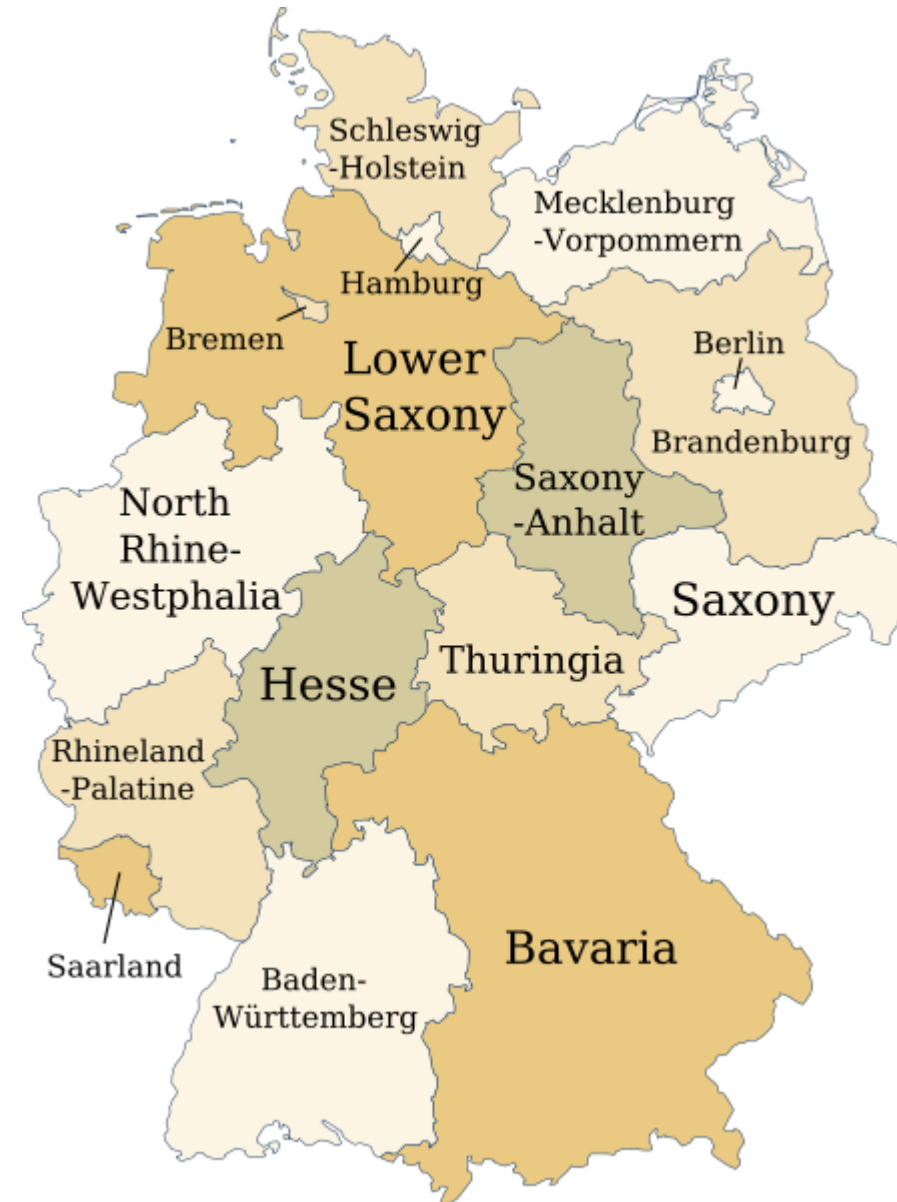 Schleswig
-Holstein
Mecklenburg
-Vorpommern
Hamburg
Bremen
Lower
Saxony
Berlin
Brandenburg
Saxony
-Anhalt
North
Rhine-
Westphalia
Saxony
Thuringia
Hesse
Rhineland
-Palatine
Saarland
Bavaria
Baden-
Württemberg